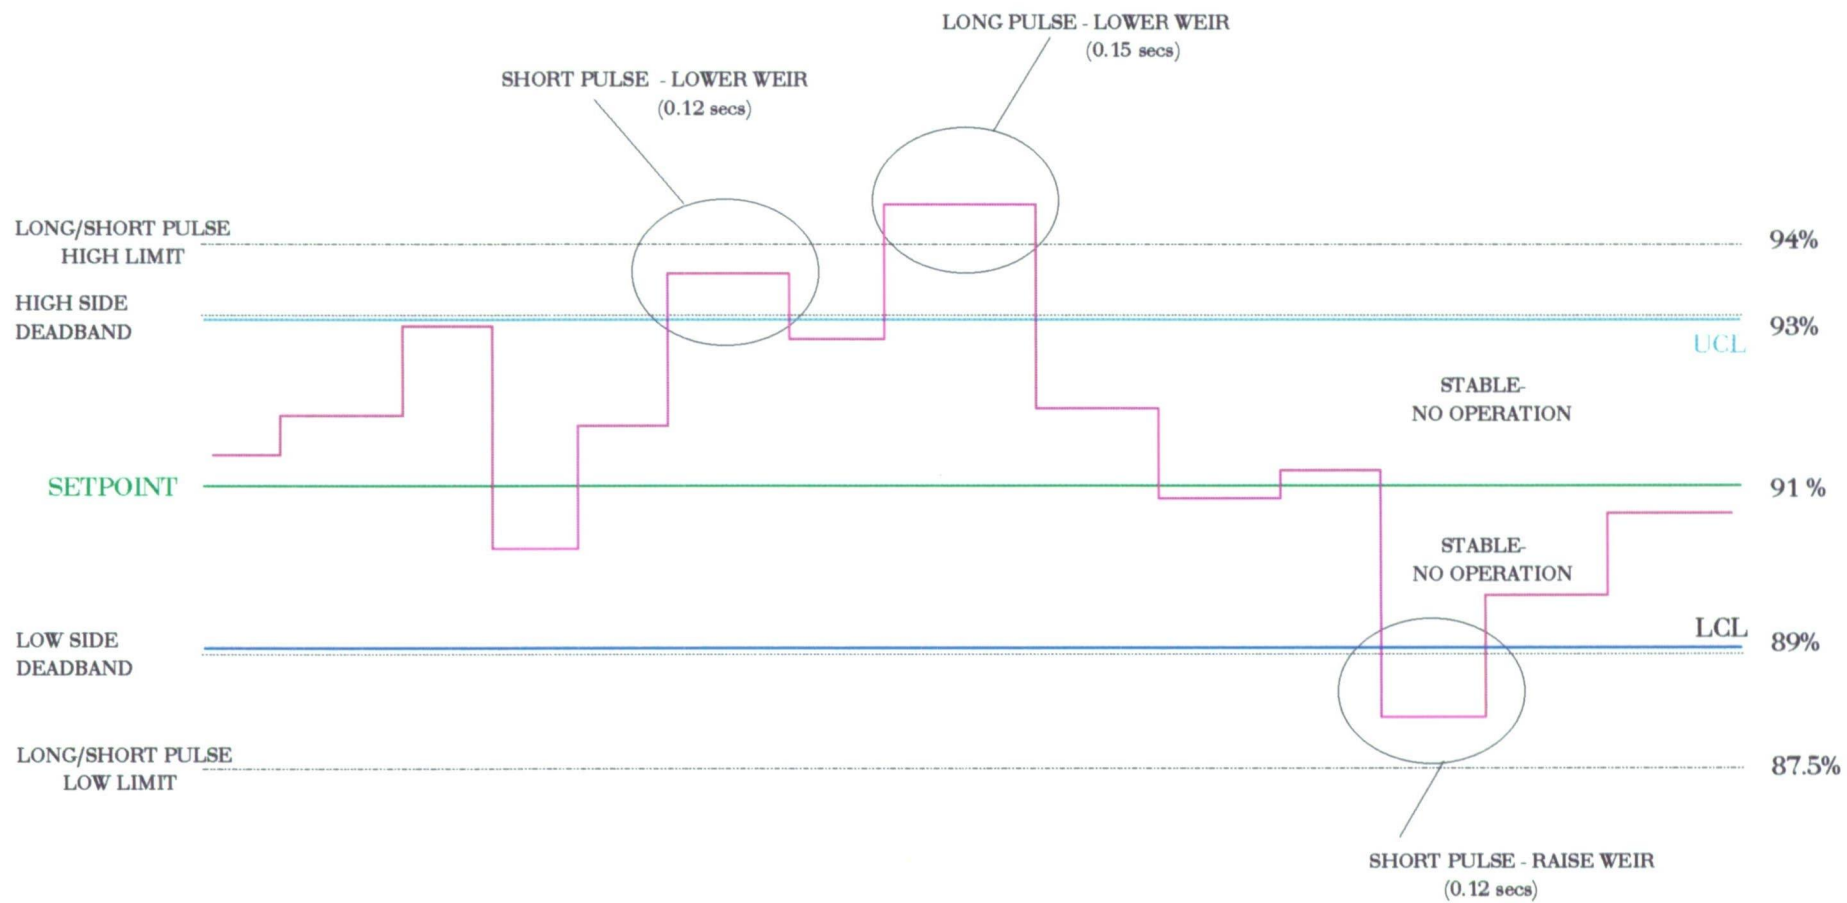 LONG PULSE - LOWER WEIR
(0.15 secs)
SHORT PULSE - LOWER WEIR
(0.12 secs)
LONG/SHORT PULSE
HIGH LIMIT
94%
HIGH SIDE
DEADBAND
93%
UCL
STABLE-
NO OPERATION
SETPOINT
91 %
STABLE-
NO OPERATION
LCL
LOW SIDE
DEADBAND
89%
LONG/SHORT PULSE
LOW LIMIT
87.5%
SHORT PULSE - RAISE WEIR
(0.12 secs)